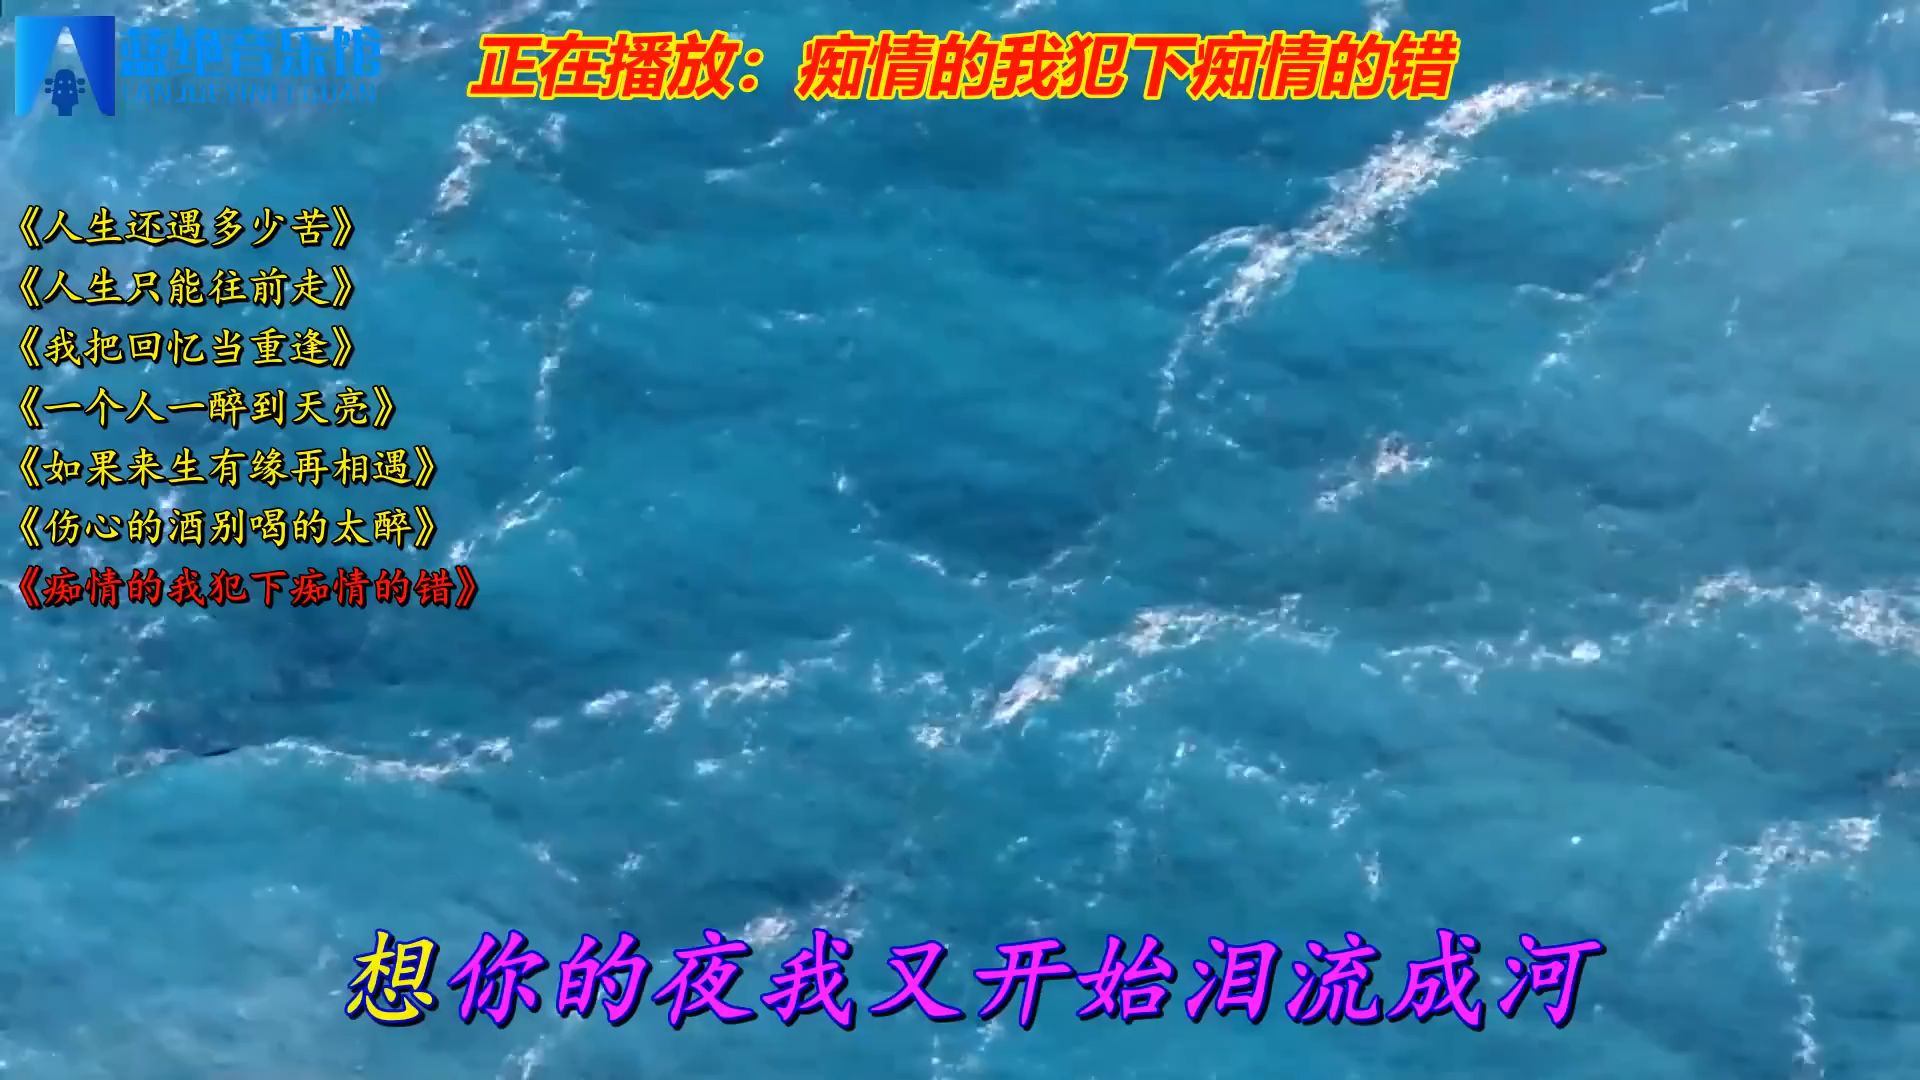 蓝绝音乐馆
LANJUEYINYUEGUAN
正在播放：痴情的我犯下痴情的错
《人生还遇多少苦》
《人生只能往前走》
《我把回忆当重逢》
《一个人一醉到天亮》
《如果来生有缘再相遇》
《伤心的酒别喝的太醉》
《痴情的我犯下痴情的错》
想你的夜我又开始泪流成河